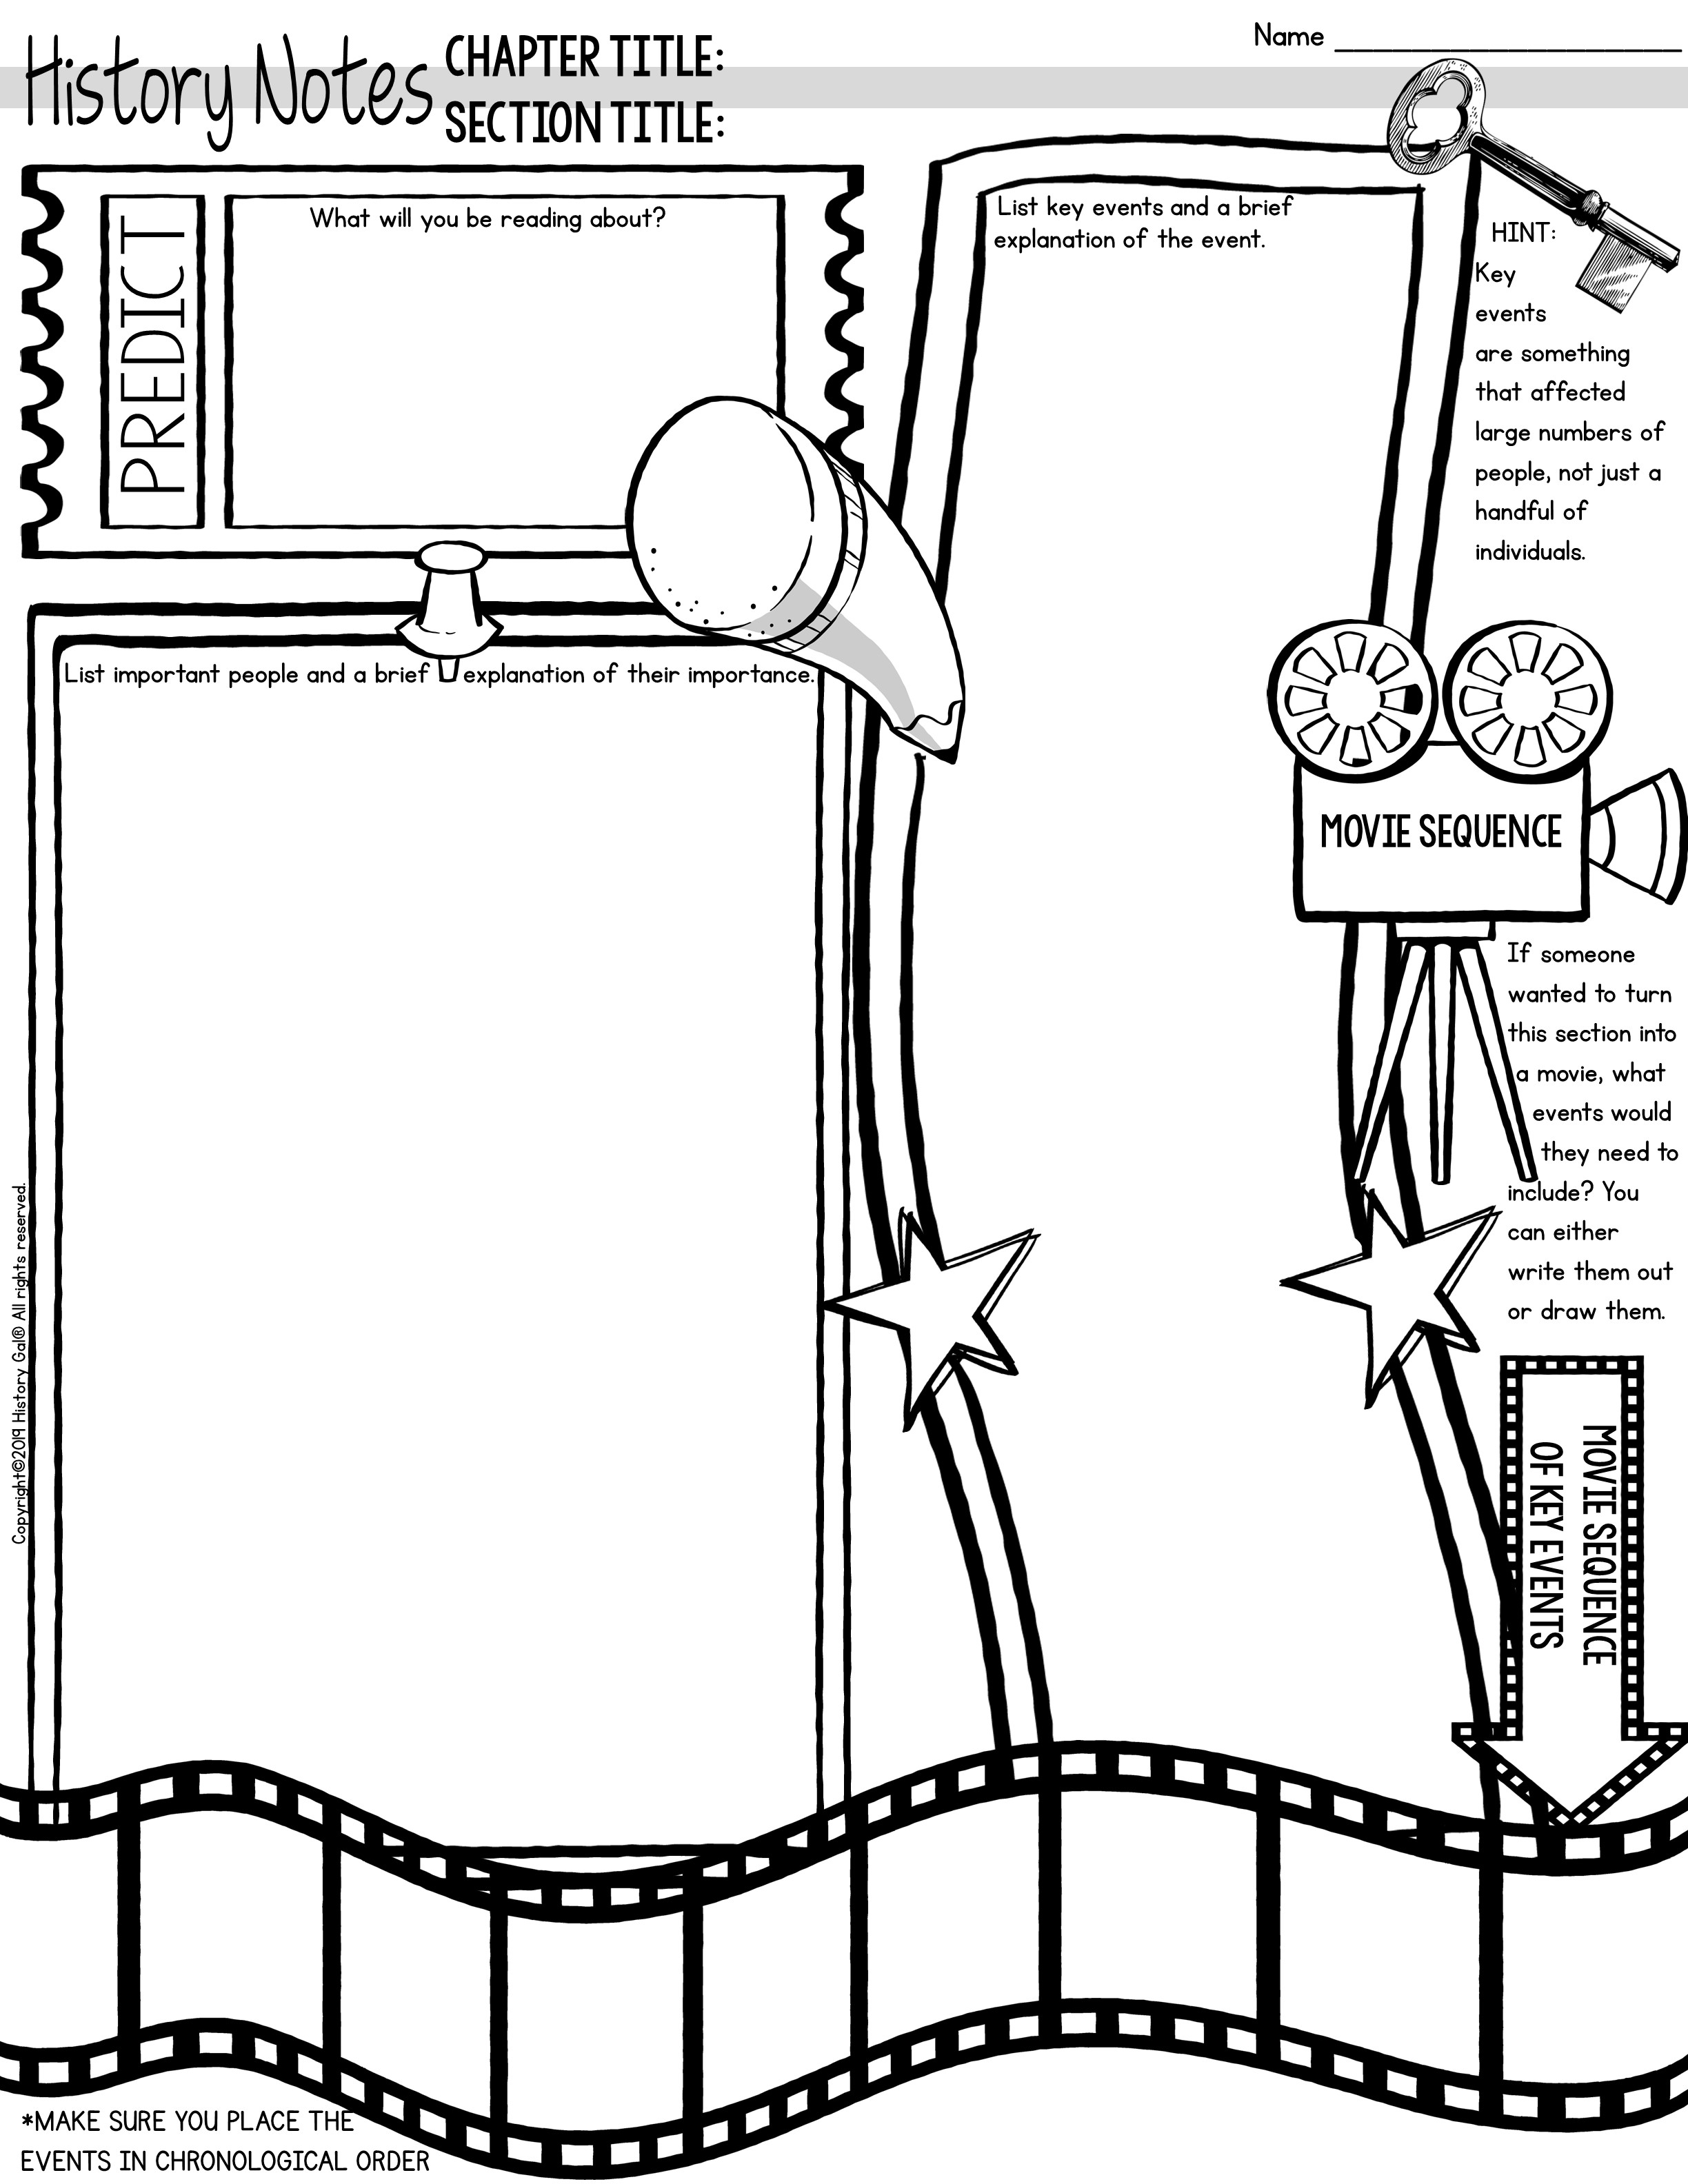 Name
History Notes
CHAPTER TITLE:
SECTION TITLE:
PREDICT
What will you be reading about?
List key events and a brief
explanation of the event.
HINT:
Key
events
are something
that affected
large numbers of
people, not just a
handful of
individuals.
List important people and a brief explanation of their importance.
MOVIE SEQUENCE
If someone
wanted to turn
this section into
a movie, what
events would
they need to
include? You
can either
write them out
or draw them.
MOVIE SEQUENCE
OF KEY EVENTS
Copyright©2019 History Gal® All rights reserved.
*MAKE SURE YOU PLACE THE
EVENTS IN CHRONOLOGICAL ORDER